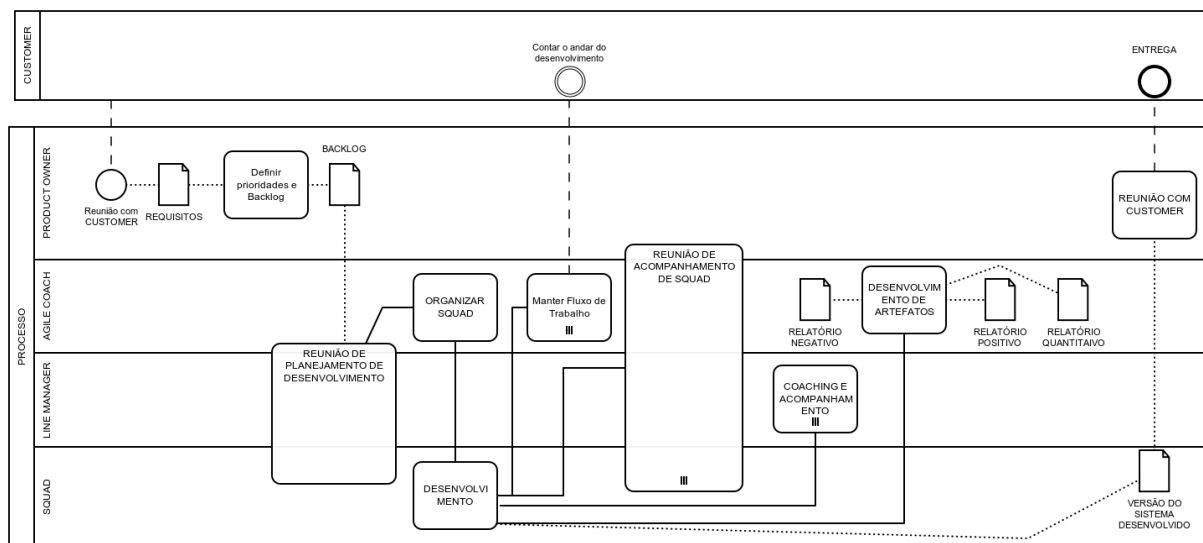 CUSTOMER
Contar o andar do
desenvolvimento
ENTREGA
PROCESSO
PRODUCT OWNER
Reunião com
CUSTOMER
REQUISITOS
Definir
prioridades e
Backlog
BACKLOG
REUNIÃO COM
CUSTOMER
AGILE COACH
ORGANIZAR
SQUAD
Manter Fluxo de
Trabalho
REUNIÃO DE
ACOMPANHAMENTO
DE SQUAD
RELATÓRIO
NEGATIVO
DESENVOLVIM
ENTO DE
ARTEFATOS
RELATÓRIO
POSITIVO
RELATÓRIO
QUANTITAIVO
LINE MANAGER
REUNIÃO DE
PLANEJAMENTO DE
DESENVOLVIMENTO
COACHING E
ACOMPANHAM
ENTO
SQUAD
DESENVOLVI
MENTO
VERSÃO DO
SISTEMA
DESENVOLVIDO